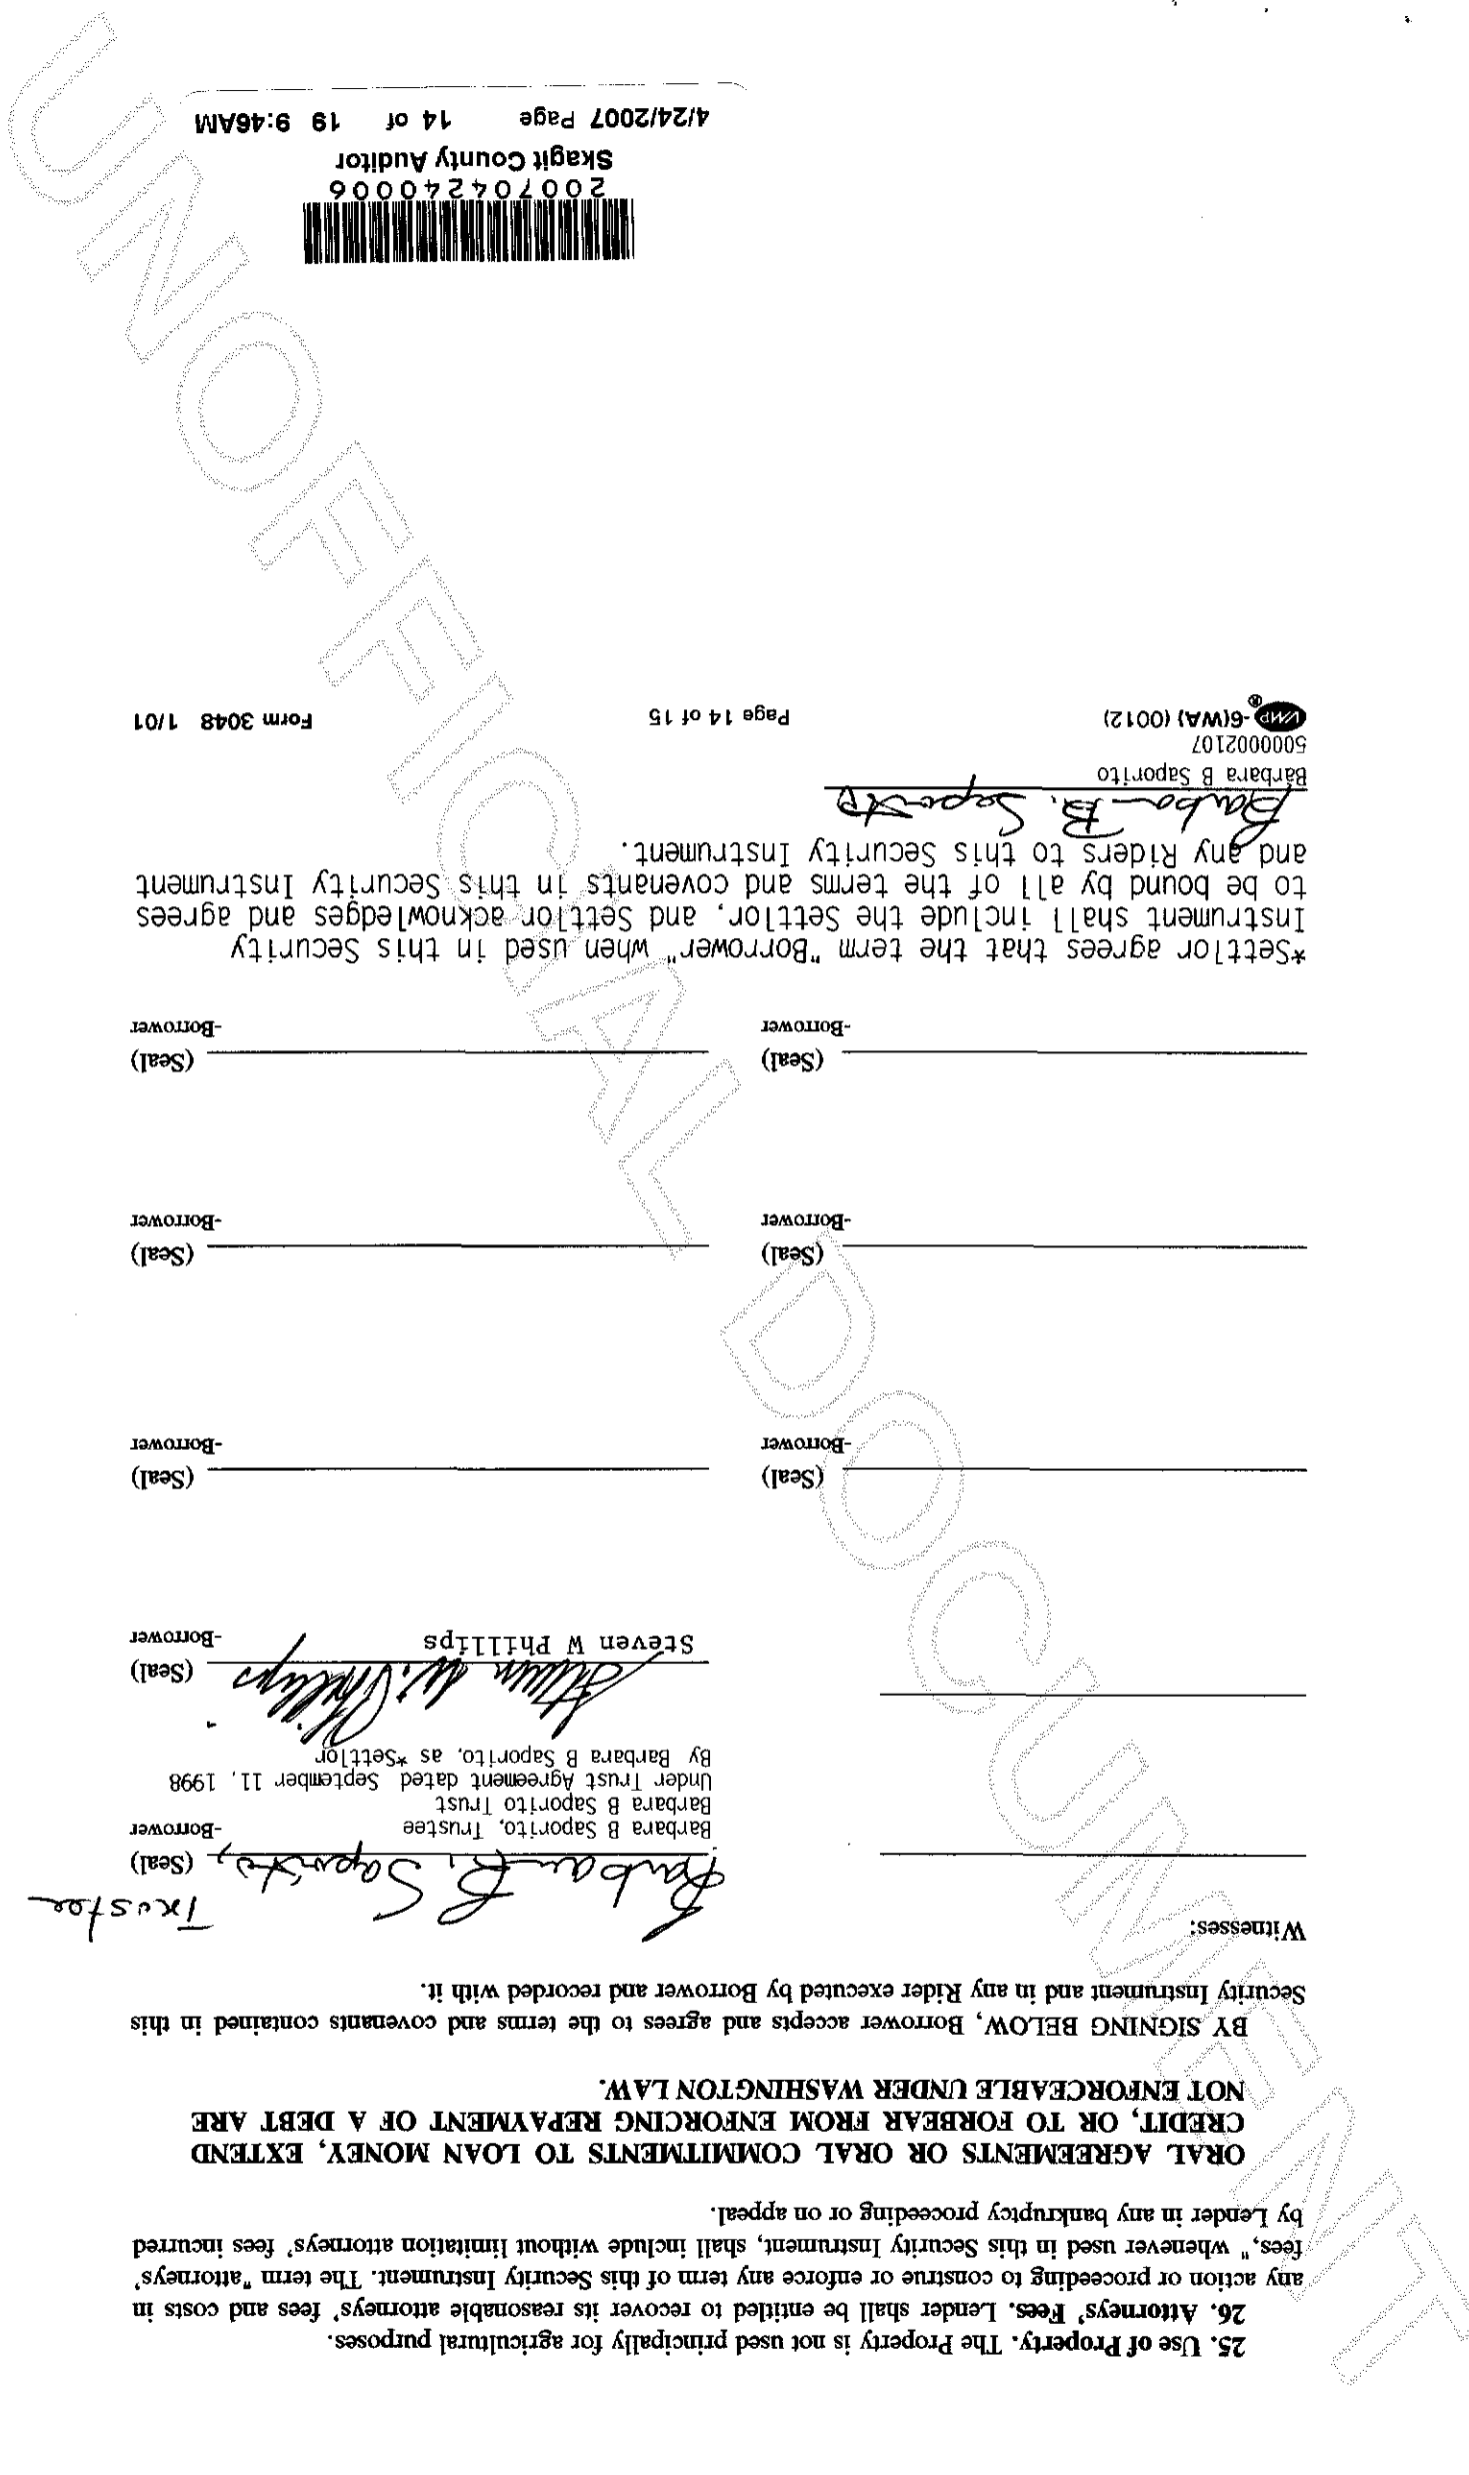 25. Use of Property. The Property is not used principally for agricultural purposes.
26. Attorneys' Fees. Lender shall be entitled to recover its reasonable attorneys' fees and costs in
any action or proceeding to construe or enforce any term of this Security Instrument. The term "attorneys'
fees," whenever used in this Security Instrument, shall include without limitation attorneys' fees incurred
by Lender in any bankruptcy proceeding or on appeal.
ORAL AGREEMENTS OR ORAL COMMITMENTS TO LOAN MONEY, EXTEND
CREDIT, OR TO FORBEAR FROM ENFORCING REPAYMENT OF A DEBT ARE
NOT ENFORCEABLE UNDER WASHINGTON LAW.
BY SIGNING BELOW, Borrower accepts and agrees to the terms and covenants contained in this
Security Instrument and in any Rider executed by Borrower and recorded with it.
Witnesses:
Barbara B. Saporito, Trustee
(Seal)
Barbara B Saporito, Trustee -Borrower
Barbara B Saporito Trust
Under Trust Agreement dated September 11, 1998
By Barbara B Saporito, as *Settlor
Steven W. Phillips
(Seal)
Steven W Phillips -Borrower
(Seal) (Seal)
-Borrower -Borrower
(Seal) (Seal)
-Borrower -Borrower
(Seal) (Seal)
-Borrower -Borrower
*Settlor agrees that the term "Borrower" when used in this Security
Instrument shall include the Settlor, and Settlor acknowledges and agrees
to be bound by all of the terms and covenants in this Security Instrument
and any Riders to this Security Instrument.
Barbara B. Saporito
Barbara B Saporito
5000002107
VMP®-6(WA) (0012) Page 14 of 15 Form 3048 1/01
200704240006
Skagit County Auditor
4/24/2007 Page 14 of 19 9:46AM
UNOFFICIAL DOCUMENT